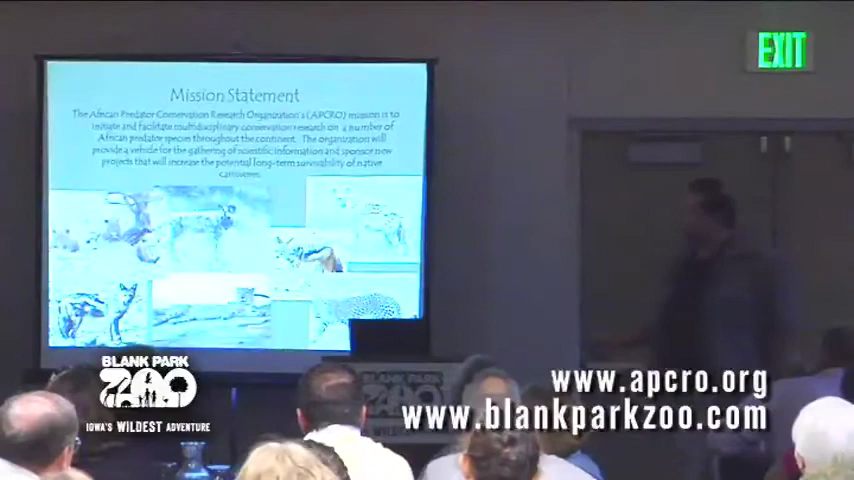 EXIT
Mission Statement
The African Predator Conservation Research Organization's (APCRO) mission is to
initiate and facilitate multidisciplinary conservation research on a number of
African predator species throughout the continent. The organization will
provide a vehicle for the gathering of scientific information and sponsor new
projects that will increase the potential long-term survivability of native
carnivores.
BLANK PARK
ZOO
IOWA'S WILDEST ADVENTURE
BLANK PARK
ZOO
www.apcro.org
www.blankparkzoo.com